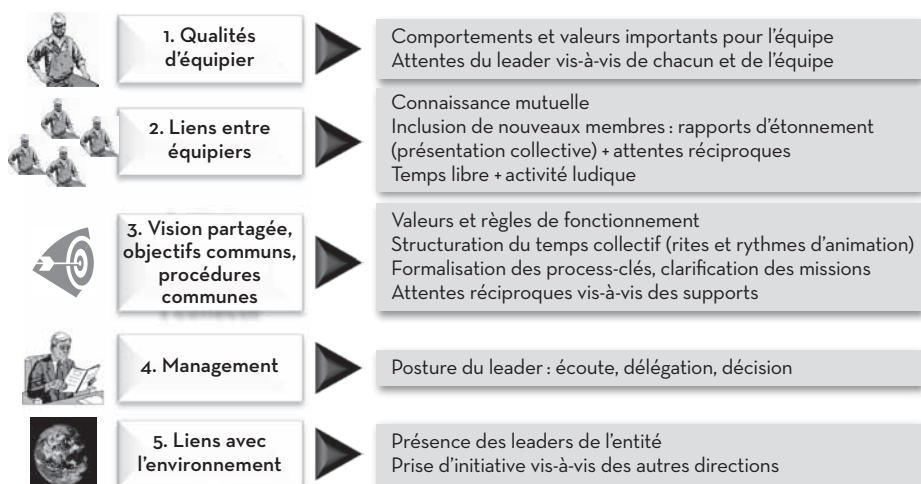 1. Qualités
d’équipier
Comportements et valeurs importants pour l’équipe
Attentes du leader vis-à-vis de chacun et de l’équipe
2. Liens entre
équipiers
Connaissance mutuelle
Inclusion de nouveaux membres : rapports d’étonnement
(présentation collective) + attentes réciproques
Temps libre + activité ludique
3. Vision partagée,
objectifs communs,
procédures
communes
Valeurs et règles de fonctionnement
Structuration du temps collectif (rites et rythmes d’animation)
Formalisation des process-clés, clarification des missions
Attentes réciproques vis-à-vis des supports
4. Management
Posture du leader : écoute, délégation, décision
5. Liens avec
l’environnement
Présence des leaders de l’entité
Prise d’initiative vis-à-vis des autres directions